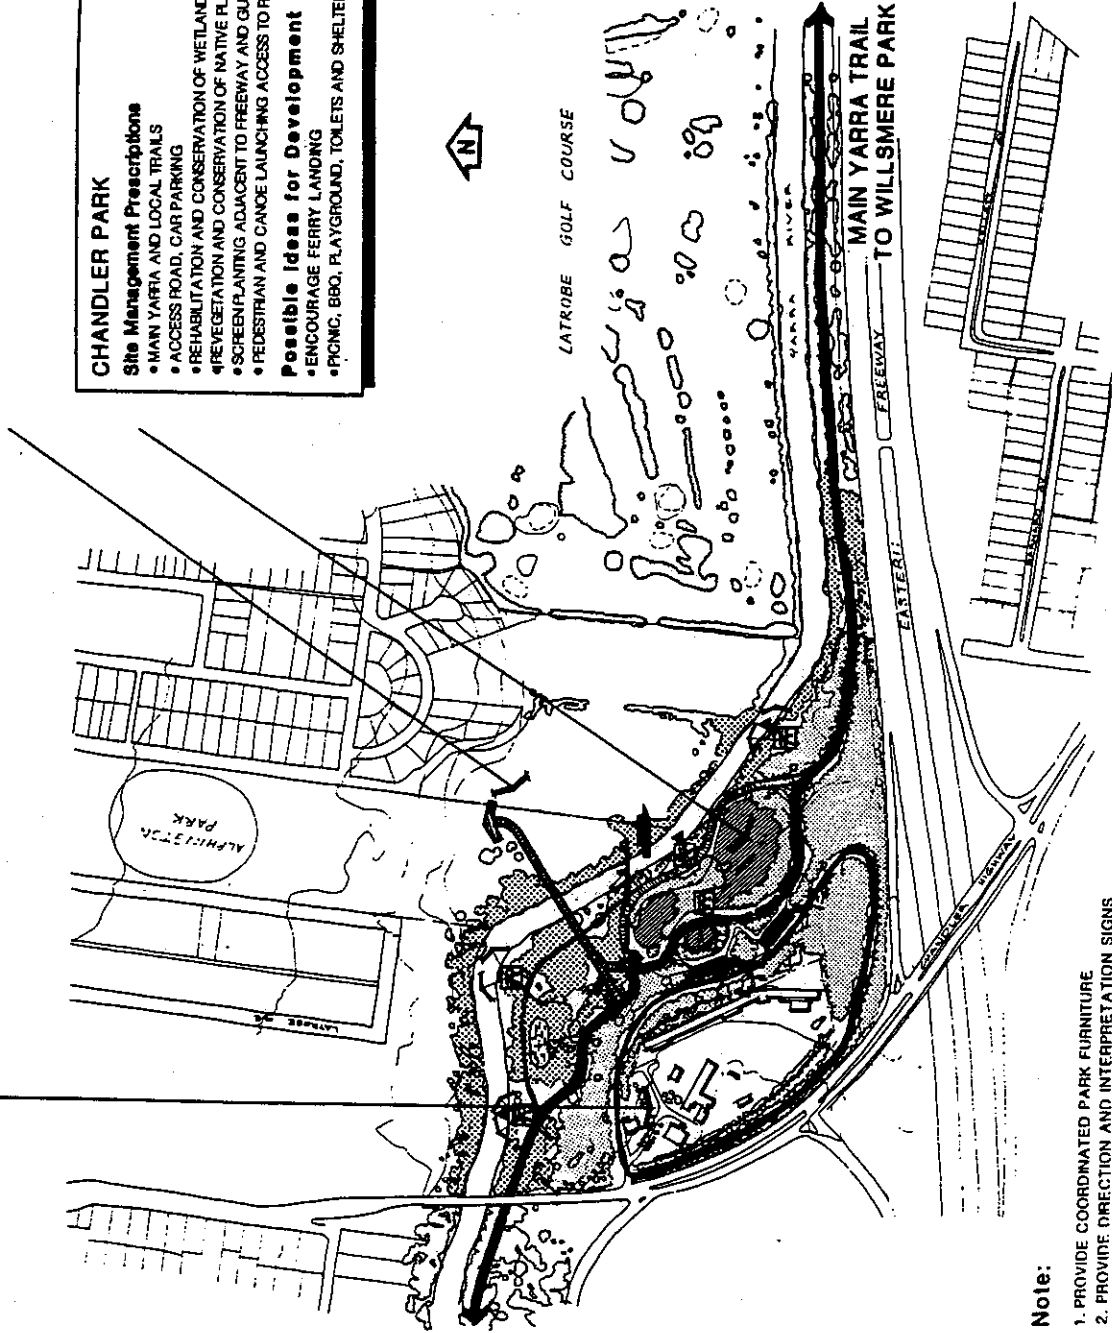 CHANDLER PARK
Site Management Prescriptions
• MAIN YARRA AND LOCAL TRAILS
• ACCESS ROAD, CAR PARKING
• REHABILITATION AND CONSERVATION OF WETLAND
• REVEGETATION AND CONSERVATION OF NATIVE PL
• SCREEN PLANTING ADJACENT TO FREEWAY AND GU
• PEDESTRIAN AND CANOE LAUNCHING ACCESS TO R
Possible Ideas for Development
• ENCOURAGE FERRY LANDING
• PICNIC, BBQ, PLAYGROUND, TOILETS AND SHELTER
N
LATROBE GOLF COURSE
YARRA RIVER
MAIN YARRA TRAIL
TO WILLSMERE PARK
EASTERN FREEWAY
CHANDLER HIGHWAY
ALPHINGTON
PARK
LATROBE
Note:
1. PROVIDE COORDINATED PARK FURNITURE
2. PROVIDE DIRECTION AND INTERPRETATION SIGNS